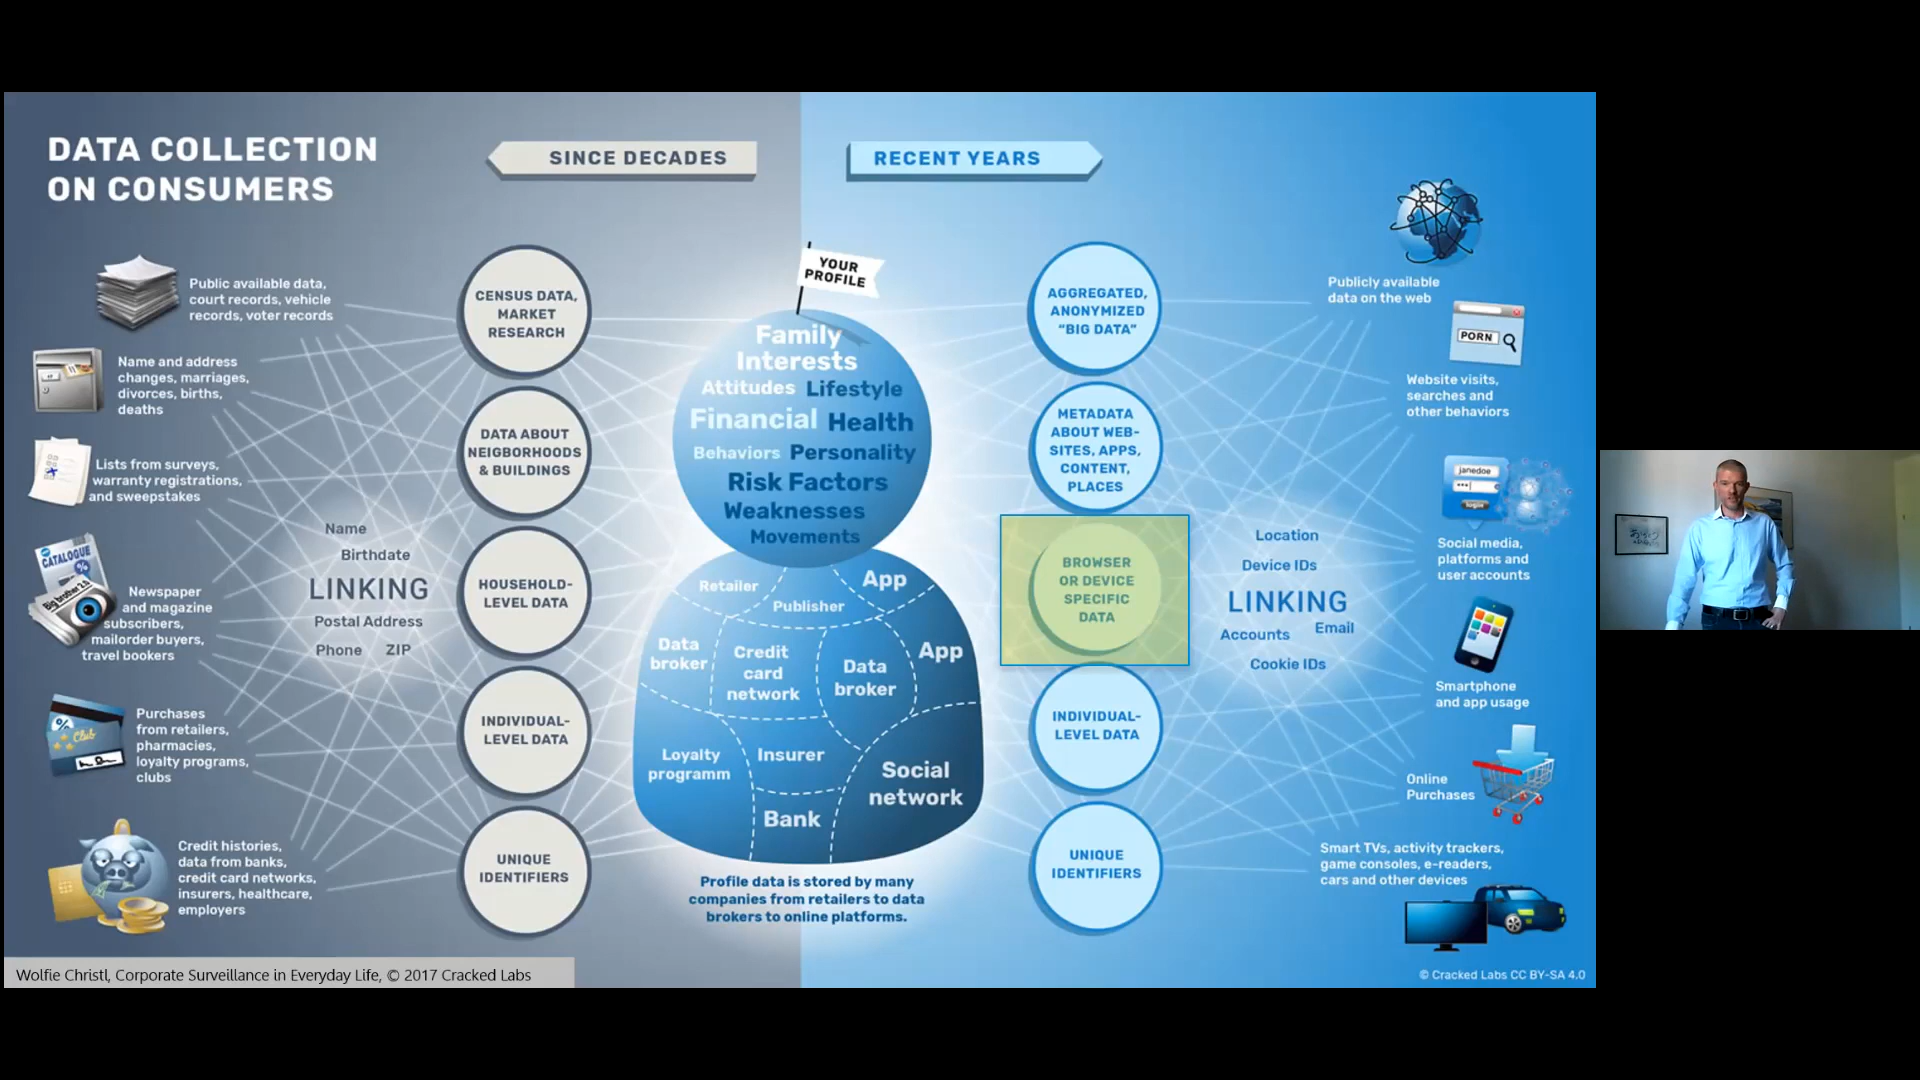 DATA COLLECTION
ON CONSUMERS
SINCE DECADES
RECENT YEARS
Public available data,
court records, vehicle
records, voter records
Name and address
changes, marriages,
divorces, births,
deaths
Lists from surveys,
warranty registrations,
and sweepstakes
CATALOGUE
%
Big brother 2.0
Newspaper
and magazine
subscribers,
mailorder buyers,
travel bookers
%
Club
Purchases
from retailers,
pharmacies,
loyalty programs,
clubs
Credit histories,
data from banks,
credit card networks,
insurers, healthcare,
employers
Name
Birthdate
LINKING
Postal Address
Phone ZIP
CENSUS DATA,
MARKET
RESEARCH
DATA ABOUT
NEIGBORHOODS
& BUILDINGS
HOUSEHOLD-
LEVEL DATA
INDIVIDUAL-
LEVEL DATA
UNIQUE
IDENTIFIERS
YOUR
PROFILE
Family
Interests
Attitudes Lifestyle
Financial Health
Behaviors Personality
Risk Factors
Weaknesses
Movements
Retailer
Publisher
App
Data
broker
Credit
card
network
Data
broker
App
Loyalty
programm
Insurer
Social
network
Bank
Profile data is stored by many
companies from retailers to data
brokers to online platforms.
AGGREGATED,
ANONYMIZED
“BIG DATA”
METADATA
ABOUT WEB-
SITES, APPS,
CONTENT,
PLACES
BROWSER
OR DEVICE
SPECIFIC
DATA
INDIVIDUAL-
LEVEL DATA
UNIQUE
IDENTIFIERS
Location
Device IDs
LINKING
Accounts Email
Cookie IDs
Publicly available
data on the web
PORN
Website visits,
searches and
other behaviors
janedoe
Social media,
platforms and
user accounts
Smartphone
and app usage
Online
Purchases
Smart TVs, activity trackers,
game consoles, e-readers,
cars and other devices
Wolfie Christl, Corporate Surveillance in Everyday Life, © 2017 Cracked Labs
© Cracked Labs CC BY-SA 4.0